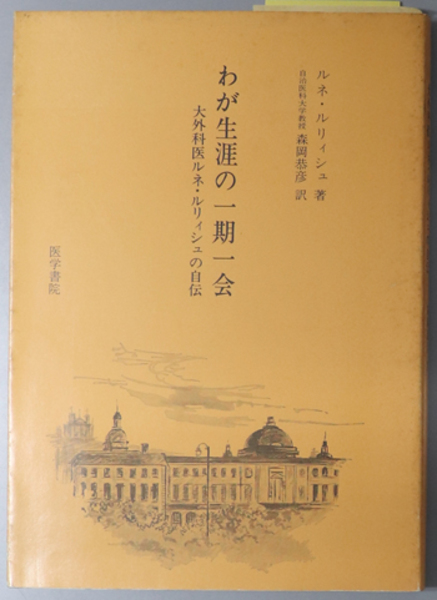 ルネ・ルリィシュ 著
自治医科大学教授 森岡恭彦 訳
わが生涯の一期一会
大外科医ルネ・ルリィシュの自伝
医学書院